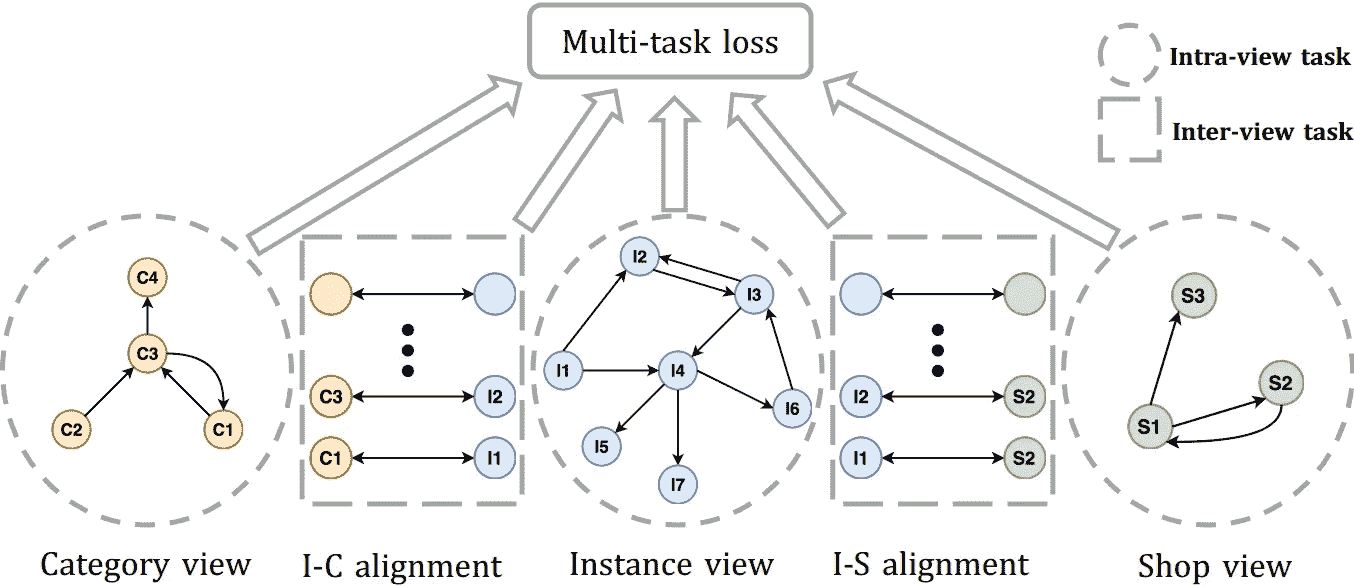 Multi-task loss
Intra-view task
Inter-view task
C4
C3
C2
C1
C3
I2
C1
I1
I2
I3
I1
I4
I6
I5
I7
I2
S2
I1
S2
S3
S2
S1
Category view
I-C alignment
Instance view
I-S alignment
Shop view